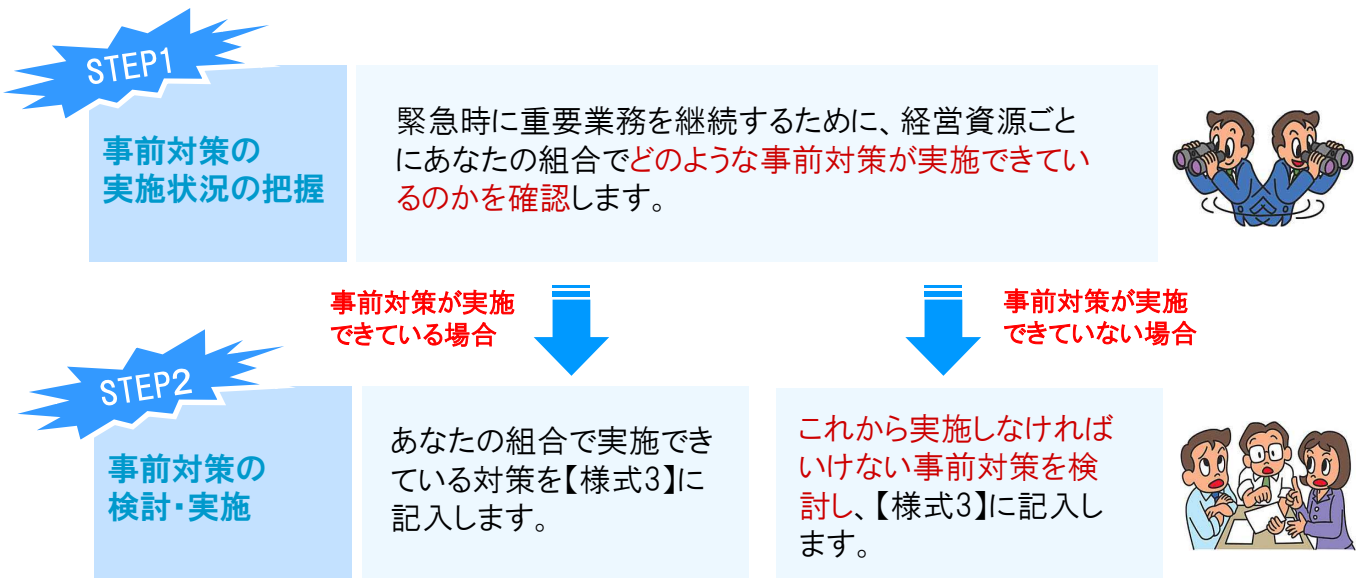 STEP1
事前対策の
実施状況の把握
緊急時に重要業務を継続するために、経営資源ごと
にあなたの組合でどのような事前対策が実施できてい
るのかを確認します。
事前対策が実施
できている場合
事前対策が実施
できていない場合
STEP2
事前対策の
検討・実施
あなたの組合で実施でき
ている対策を【様式3】に
記入します。
これから実施しなければ
いけない事前対策を検
討し、【様式3】に記入し
ます。